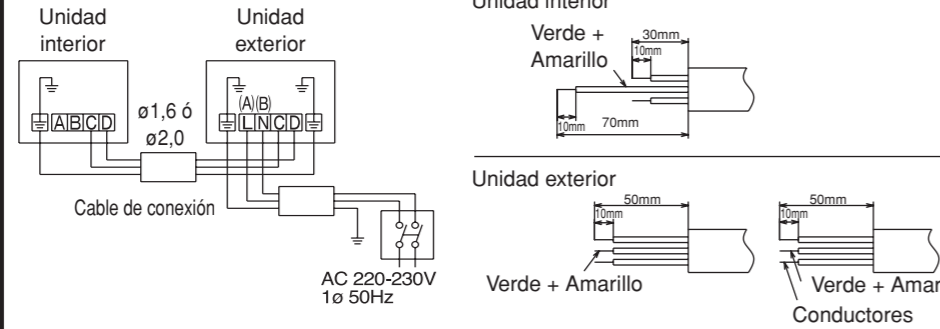 Unidad
interior
Unidad
exterior
(A)(B)
A B C D
L N C D
ø1,6 ó
ø2,0
Cable de conexión
AC 220-230V
1ø 50Hz
Unidad interior
Verde +
Amarillo
30mm
10mm
10mm
70mm
Unidad exterior
50mm
10mm
Verde + Amarillo
50mm
10mm
Verde + Amar
Conductores